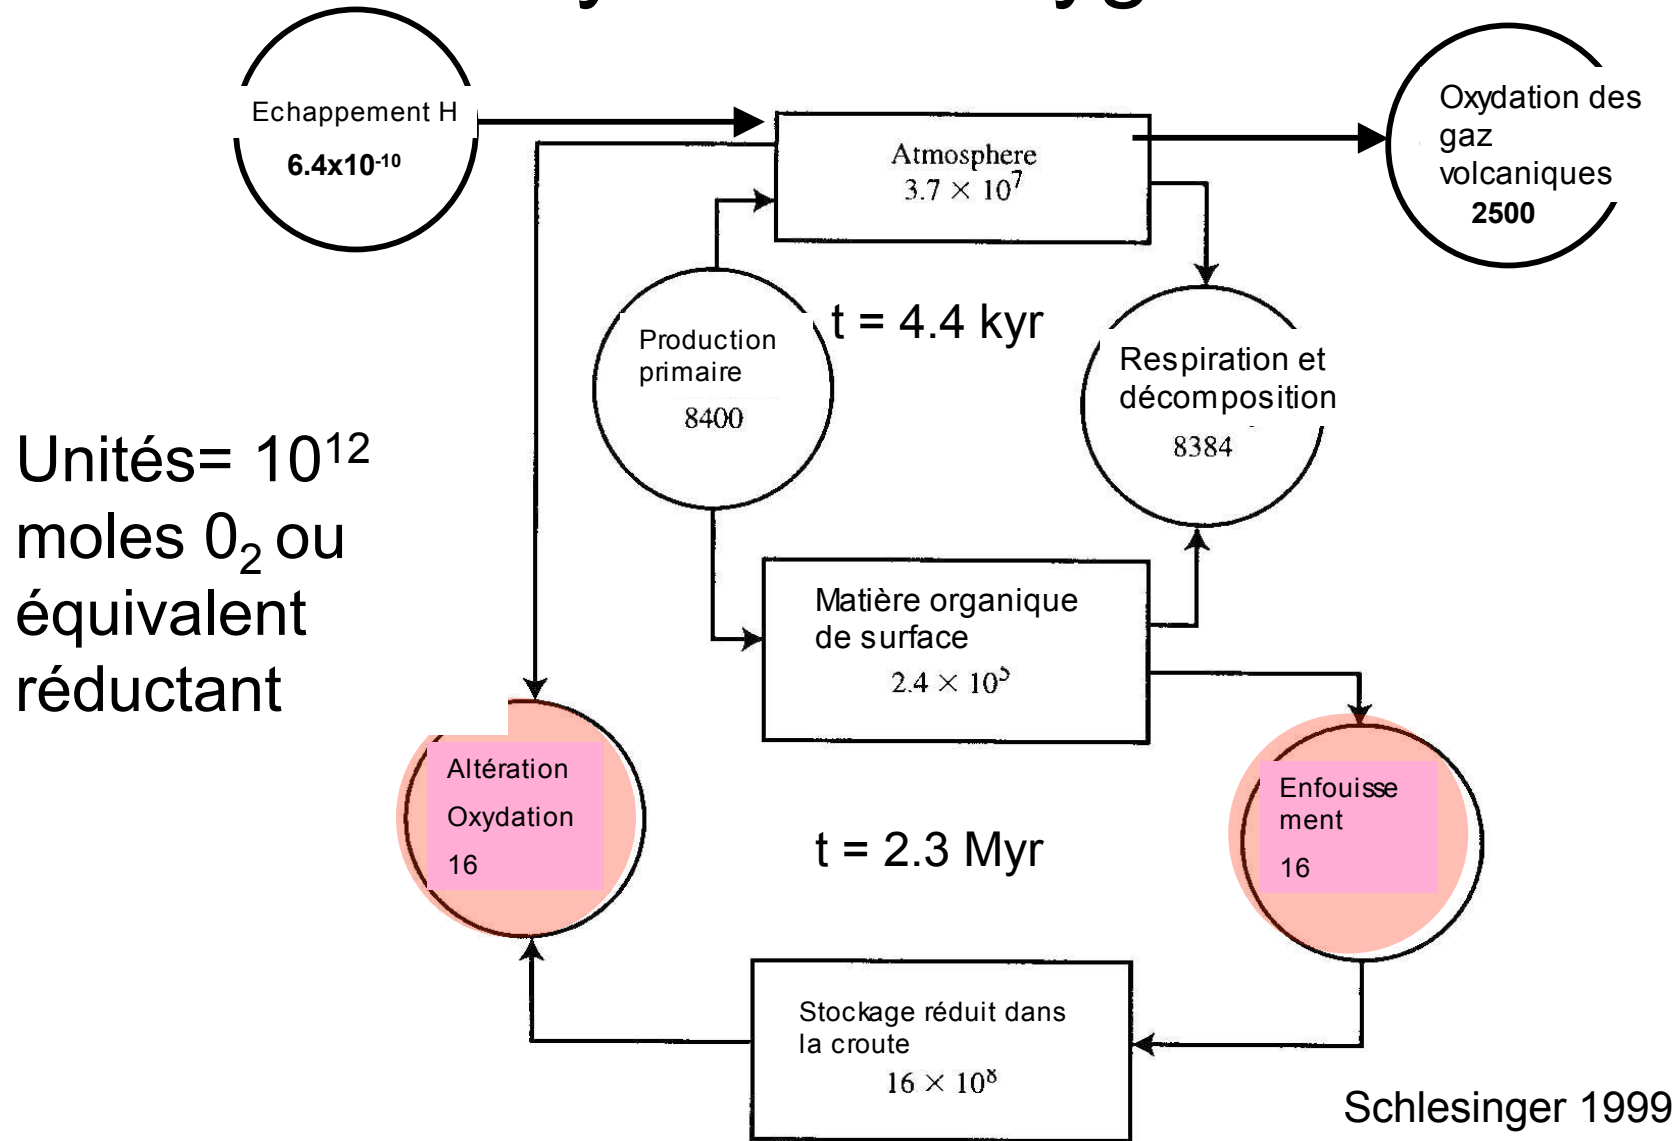 Echappement H
6.4x10⁻¹⁰
Atmosphere
3.7 × 10⁷
Oxydation des
gaz
volcaniques
2500
Production
primaire
8400
t = 4.4 kyr
Respiration et
décomposition
8384
Unités= 10¹²
moles 0₂ ou
équivalent
réductant
Matière organique
de surface
2.4 × 10⁵
Altération
Oxydation
16
t = 2.3 Myr
Enfouisse
ment
16
Stockage réduit dans
la croute
16 × 10⁸
Schlesinger 1999